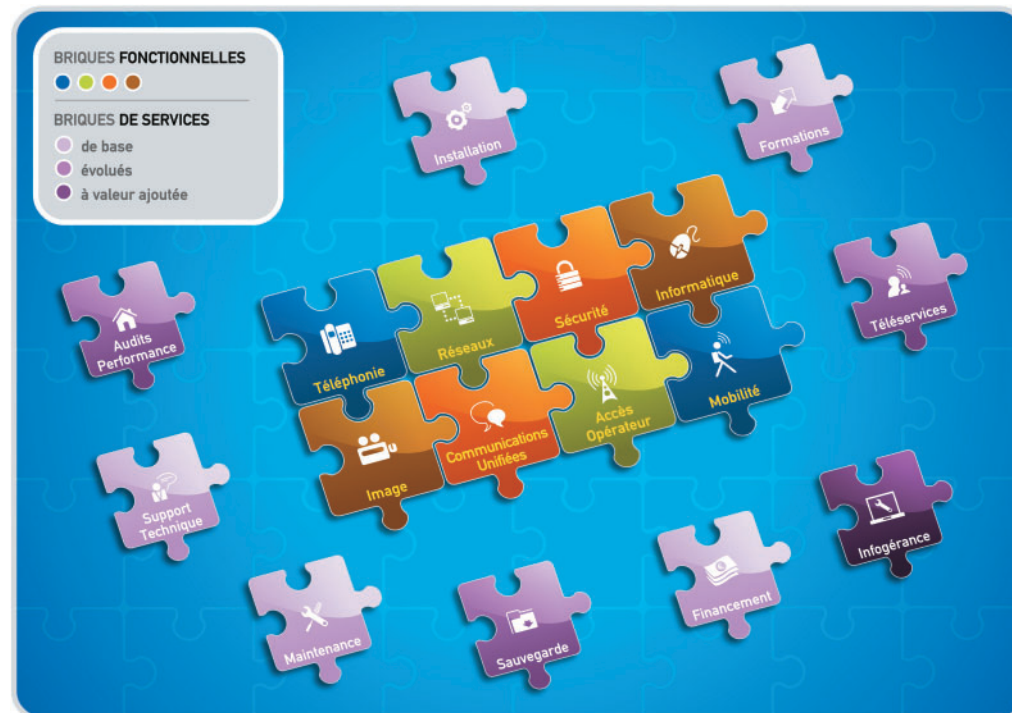 BRIQUES FONCTIONNELLES
BRIQUES DE SERVICES
de base
évolués
à valeur ajoutée
Installation
Formations
Téléphonie
Réseaux
Sécurité
Informatique
Téléservices
Audits
Performance
Image
Communications
Unifiées
Accès
Opérateur
Mobilité
Support
Technique
Maintenance
Sauvegarde
Financement
Infogérance